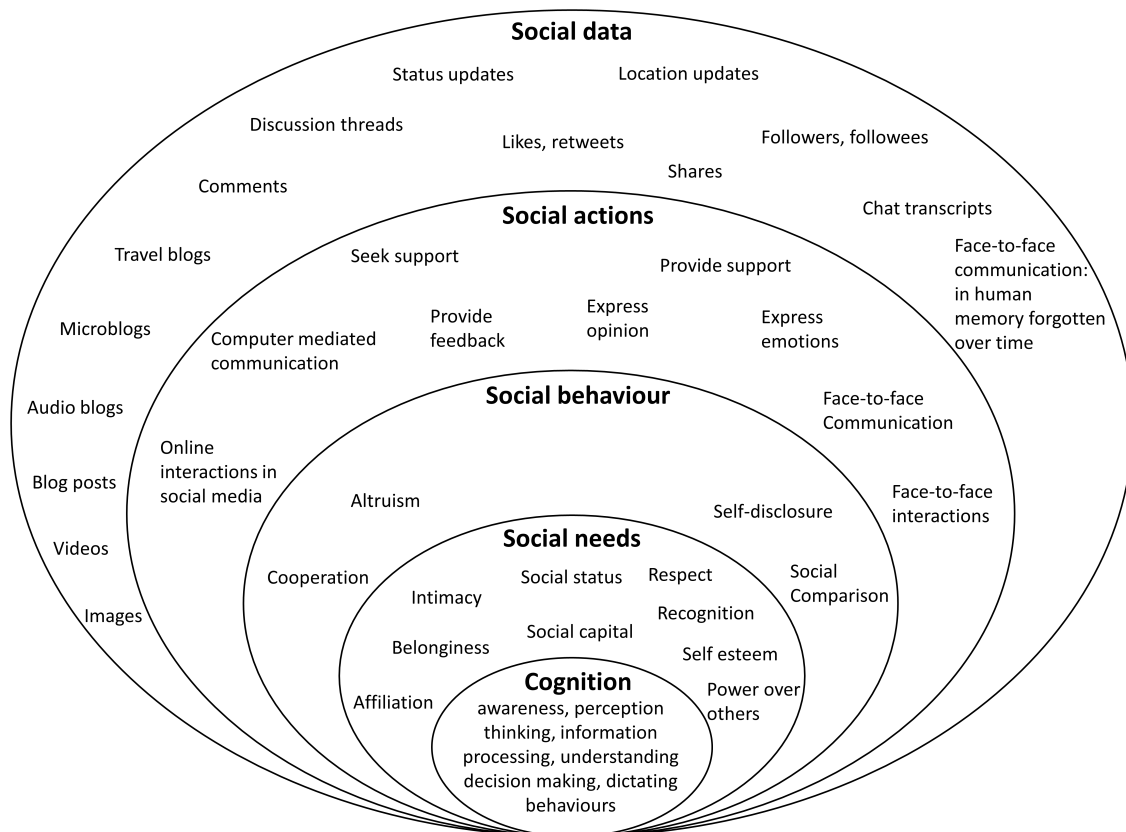 Social data
Status updates
Location updates
Discussion threads
Likes, retweets
Followers, followees
Shares
Comments
Chat transcripts
Social actions
Travel blogs
Seek support
Provide support
Face-to-face
communication:
in human
memory forgotten
over time
Microblogs
Computer mediated
communication
Provide
feedback
Express
opinion
Express
emotions
Social behaviour
Audio blogs
Face-to-face
Communication
Online
interactions in
social media
Blog posts
Altruism
Self-disclosure
Face-to-face
interactions
Videos
Social needs
Cooperation
Social status
Respect
Social
Comparison
Intimacy
Recognition
Images
Social capital
Belonginess
Self esteem
Affiliation
Power over
others
Cognition
awareness, perception
thinking, information
processing, understanding
decision making, dictating
behaviours